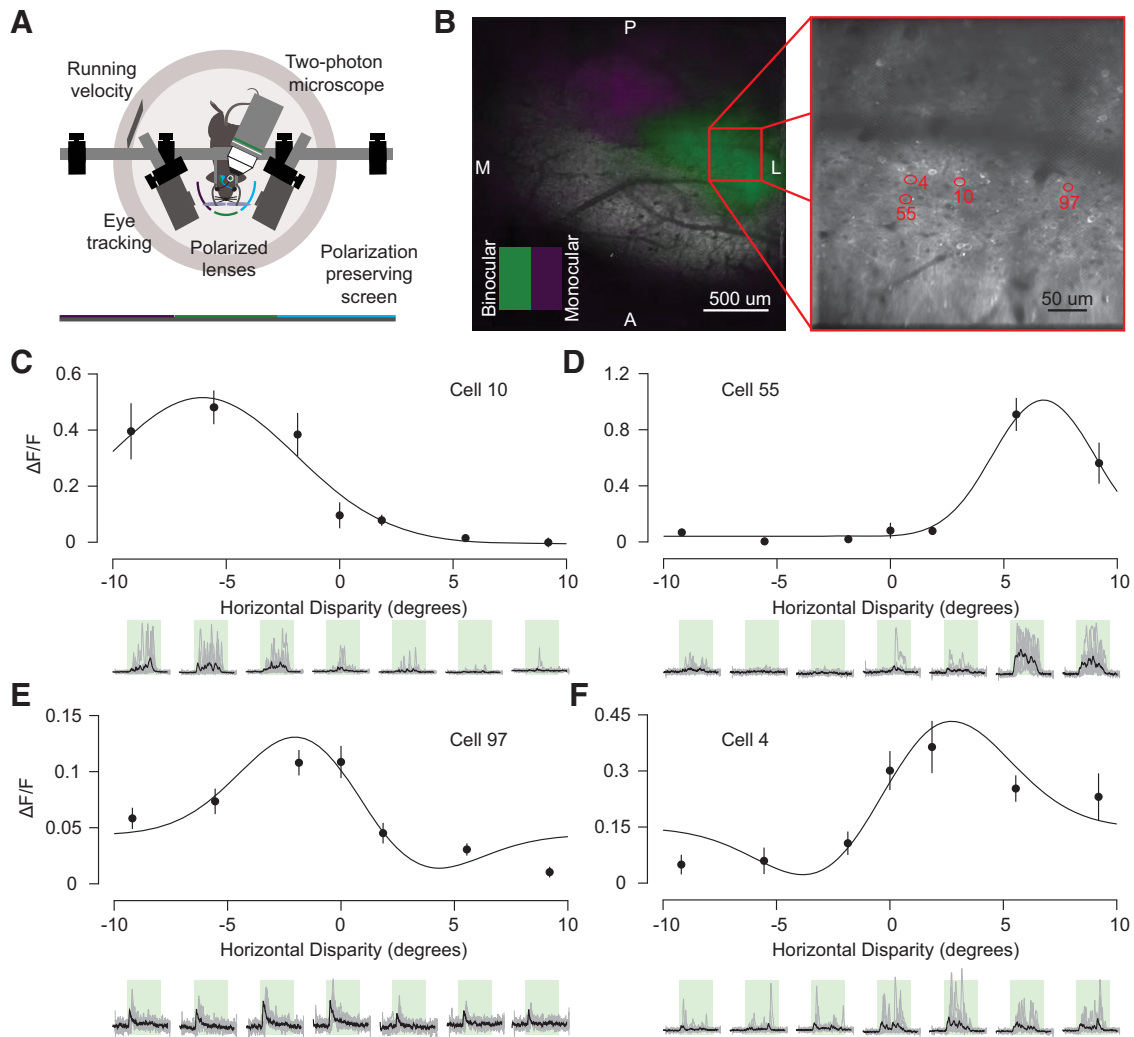 A
Running
velocity
Two-photon
microscope
Eye
tracking
Polarized
lenses
Polarization
preserving
screen
B
P
M
L
A
Binocular
Monocular
500 um
4
10
97
55
50 um
C
Cell 10
ΔF/F
0.6
0.4
0.2
0
-10
-5
0
5
10
Horizontal Disparity (degrees)
D
Cell 55
1.2
0.8
0.4
0
-10
-5
0
5
10
Horizontal Disparity (degrees)
E
Cell 97
ΔF/F
0.15
0.1
0.05
0
-10
-5
0
5
10
Horizontal Disparity (degrees)
F
Cell 4
0.45
0.3
0.15
0
-10
-5
0
5
10
Horizontal Disparity (degrees)